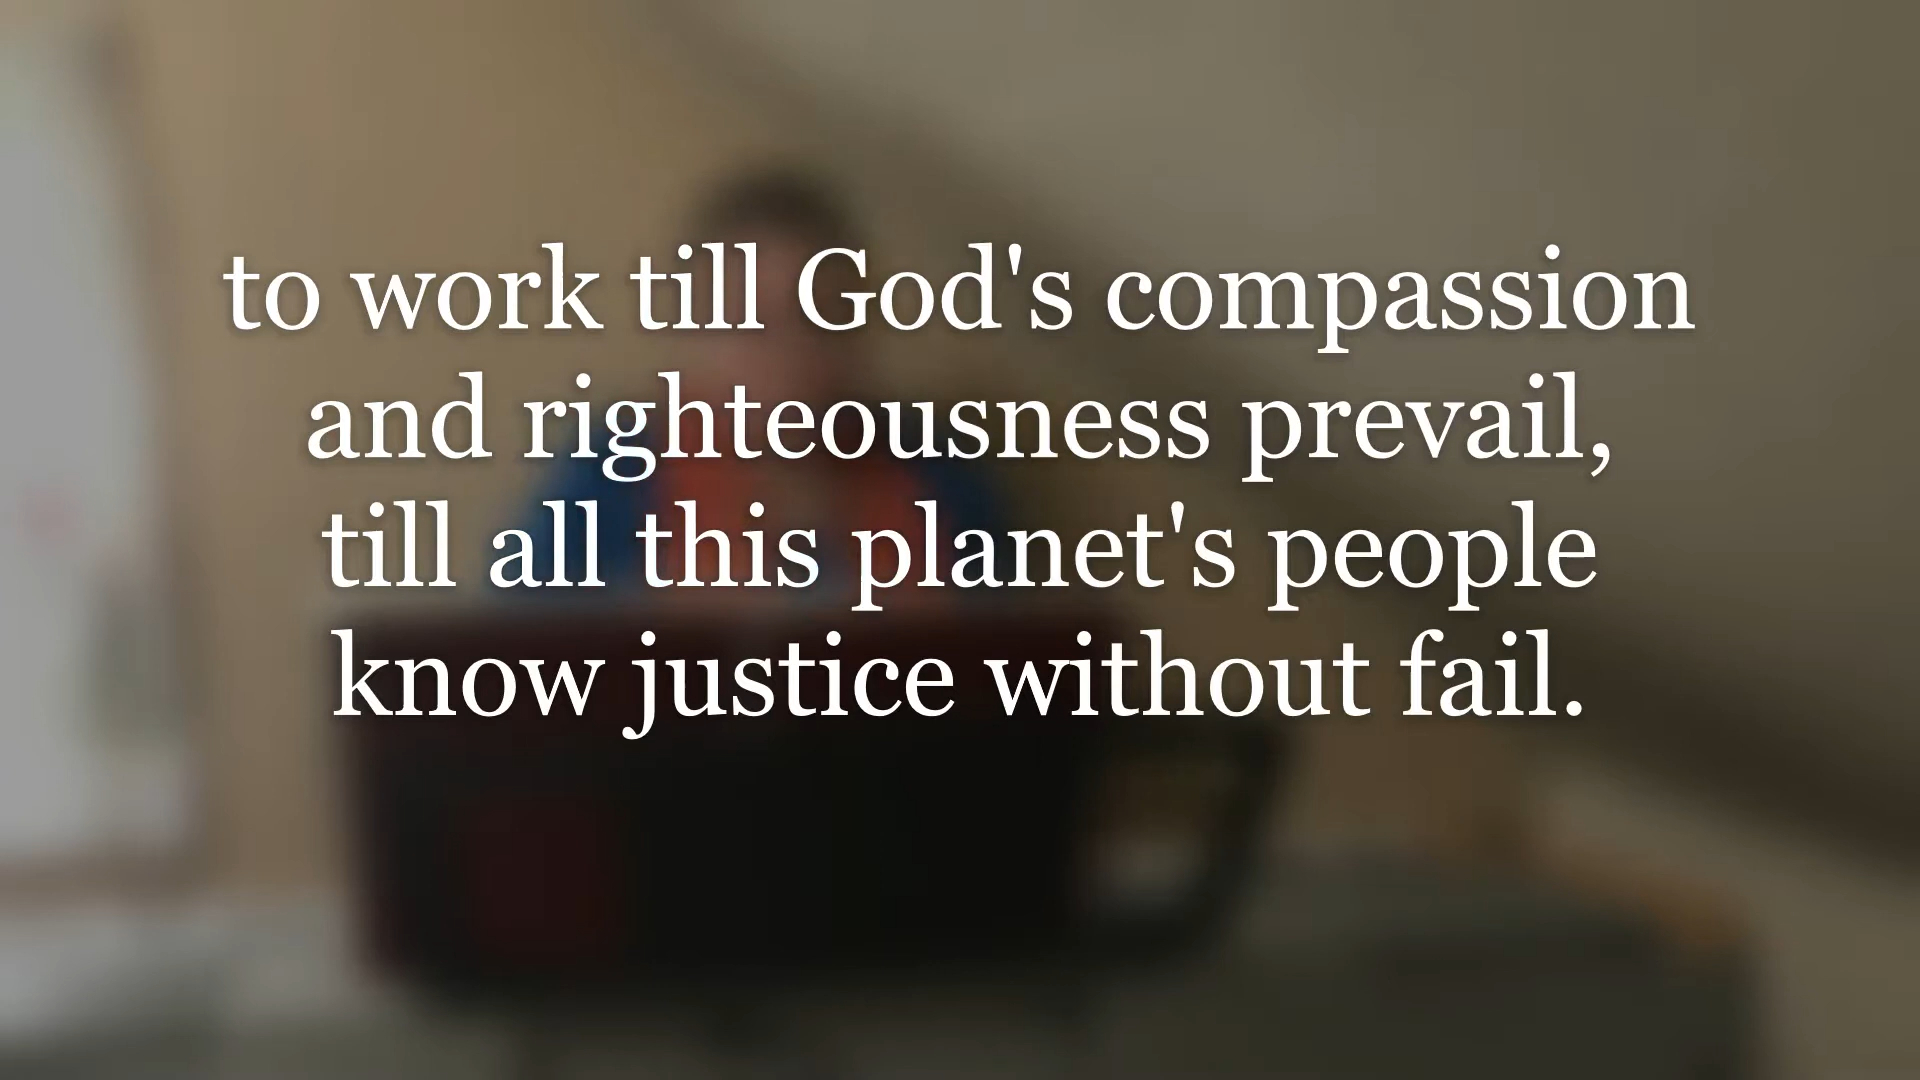 to work till God's compassion
and righteousness prevail,
till all this planet's people
know justice without fail.